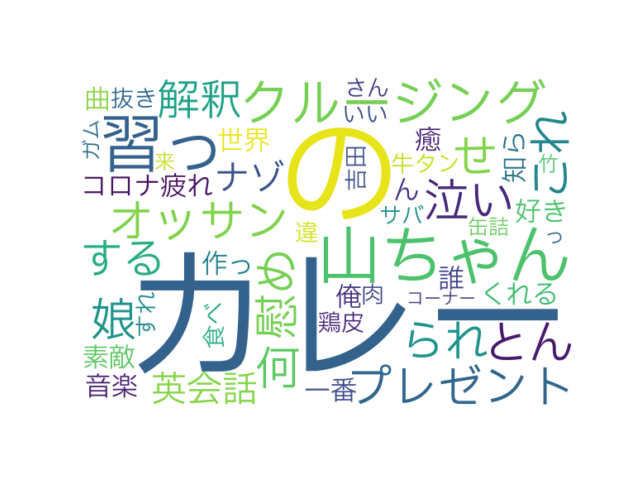 曲
抜き
解釈
クルージング
さん
いい
ガム
習っ
来
世界
の
吉田
癒
牛タン
知ら
これ
竹
コロナ疲れ
ナゾ
ん
泣い
せ
サバ
好き
オッサン
違
缶詰
っ
する
作っ
慰め
山ちゃん
誰
娘
すれ
食べ
カレー
俺
肉
コーナー
くれる
鶏皮
素敵
何
られ
とん
音楽
英会話
一番
プレゼント